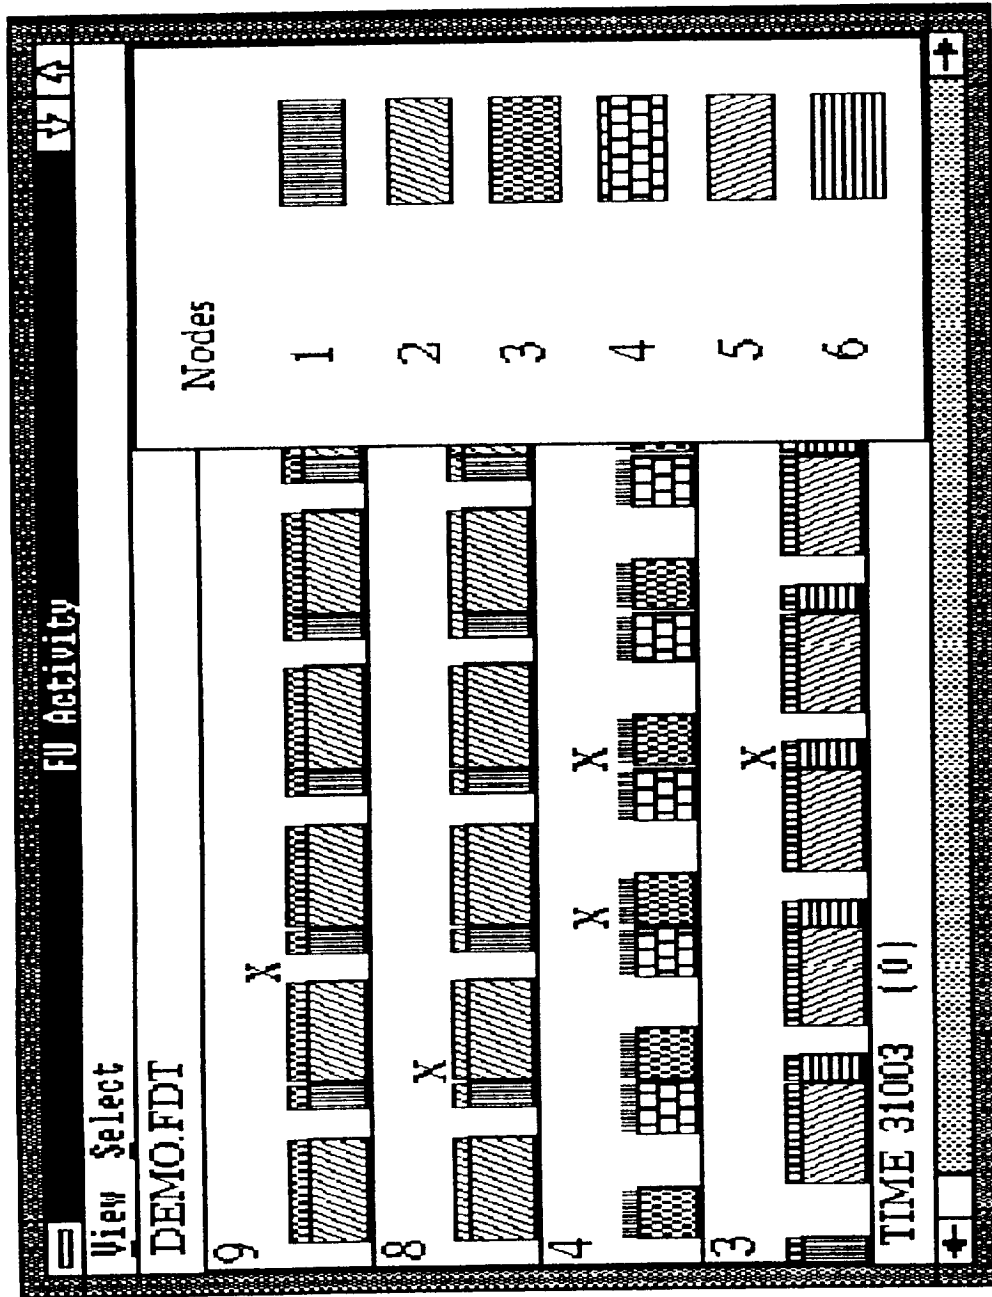 FU Activity
View Select
DEMO.FDT
9
X
8
X
4
X X
3
X
TIME 31003 (0)
Nodes
1
2
3
4
5
6